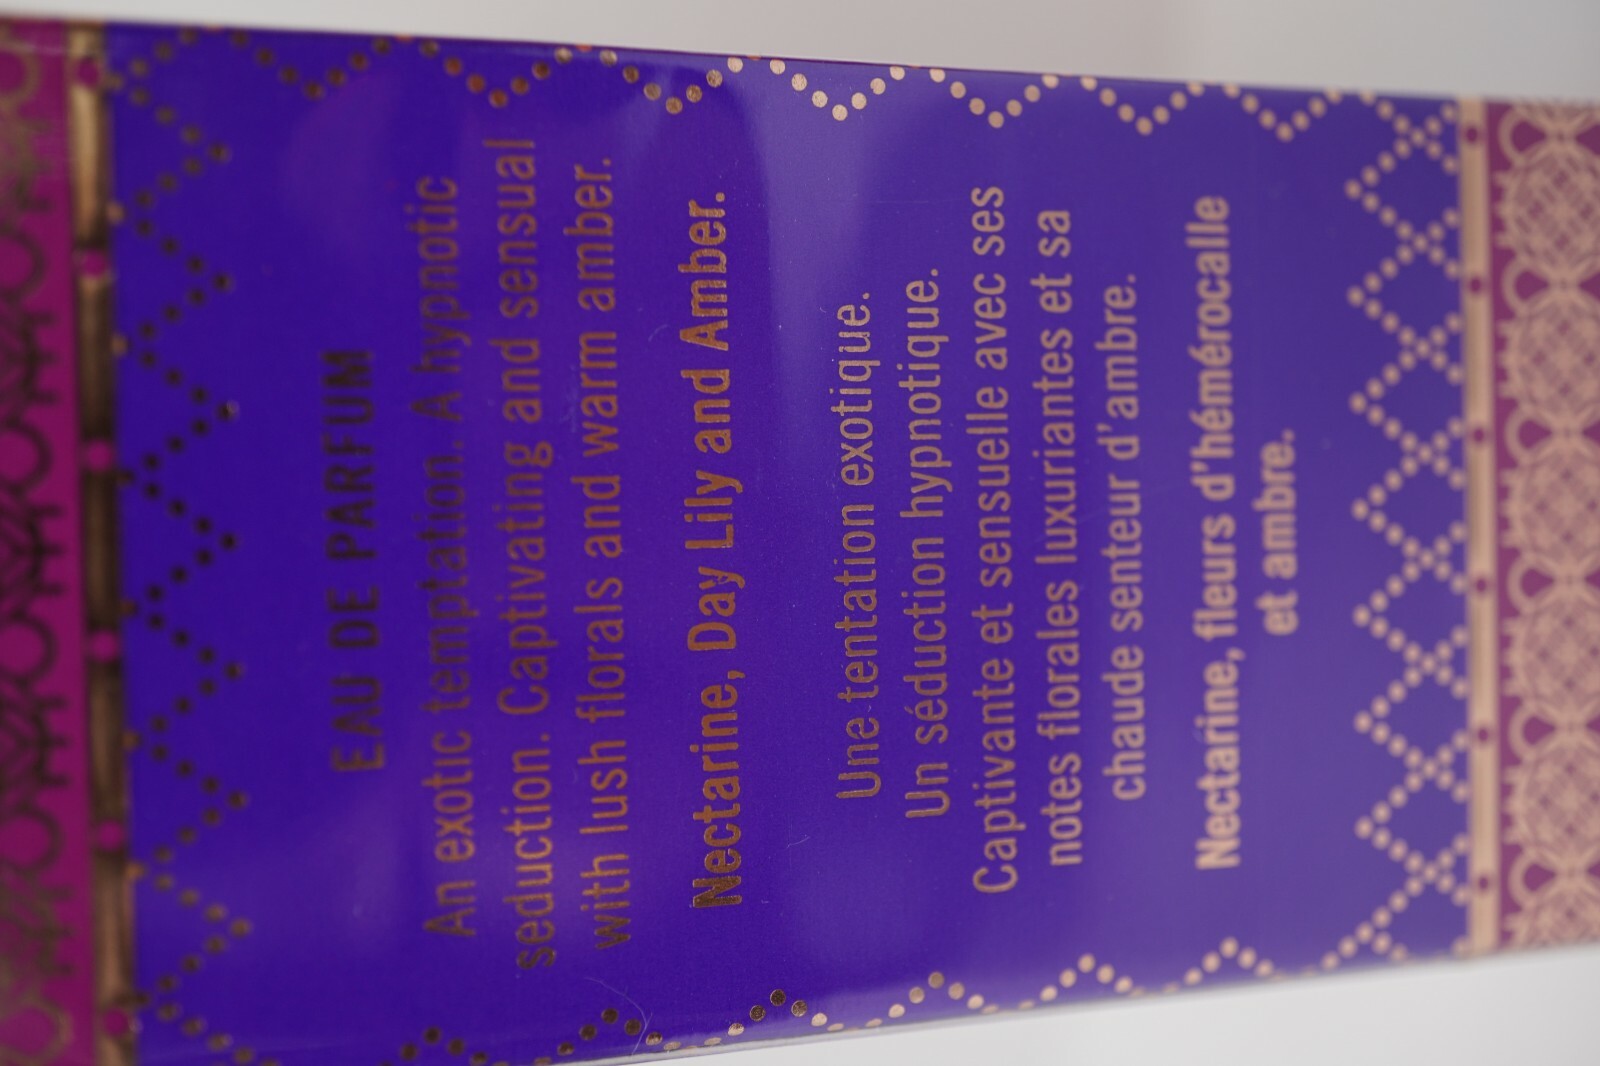 EAU DE PARFUM
An exotic temptation. A hypnotic
seduction. Captivating and sensual
with lush florals and warm amber.
Nectarine, Day Lily and Amber.
Une tentation exotique.
Un séduction hypnotique.
Captivante et sensuelle avec ses
notes florales luxuriantes et sa
chaude senteur d'ambre.
Nectarine, fleurs d'hémérocalle
et ambre.